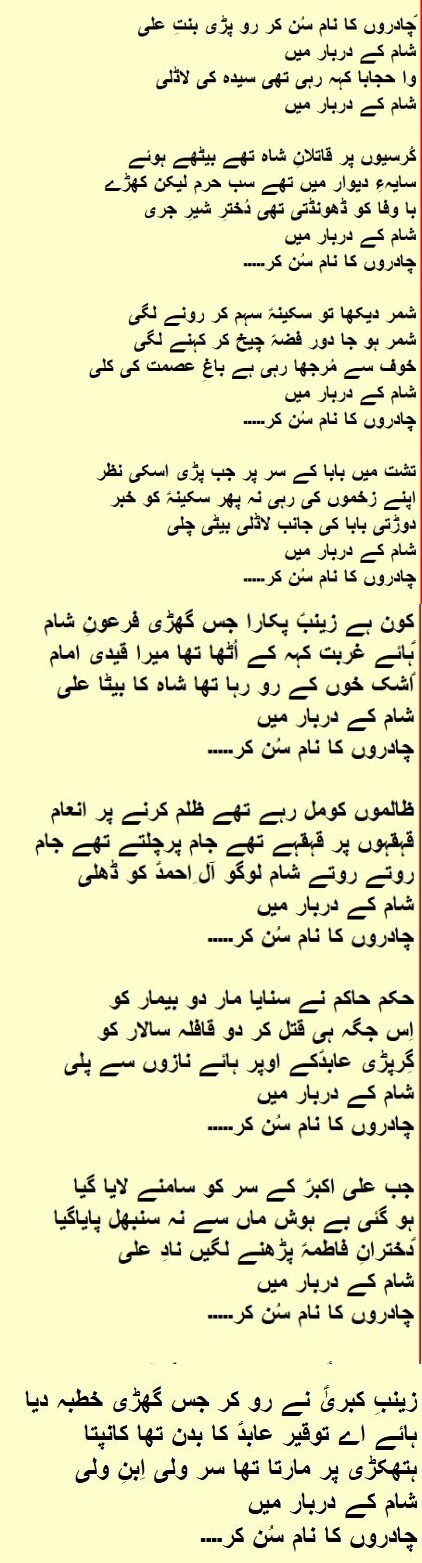 چادروں کا نام سُن کر رو پڑی بنتِ علی
شام کے دربار میں
وا حجابا کہہ رہی تھی سیدہ کی لاڈلی
شام کے دربار میں

کُرسیوں پر قاتلانِ شاہ تھے بیٹھے ہوئے
سایہءِ دیوار میں تھے سب حرم لیکن کھڑے
با وفا کو ڈھونڈتی تھی دُخترِ شیرِ جری
شام کے دربار میں
چادروں کا نام سُن کر.....

شمر دیکھا تو سکینہؑ سہم کر رونے لگی
شمر ہو جا دور فضہؑ چیخ کر کہنے لگی
خوف سے مُرجھا رہی ہے باغِ عصمت کی کلی
شام کے دربار میں
چادروں کا نام سُن کر.....

تشت میں بابا کے سر پر جب پڑی اسکی نظر
اپنے زخموں کی رہی نہ پھر سکینہؑ کو خبر
دوڑتی بابا کی جانب لاڈلی بیٹی چلی
شام کے دربار میں
چادروں کا نام سُن کر.....

کون ہے زینبؑ پکارا جس گھڑی فرعونِ شام
ہائے غربت کہہ کے اُٹھا تھا میرا قیدی امام
اشک خوں کے رو رہا تھا شاہ کا بیٹا علی
شام کے دربار میں
چادروں کا نام سُن کر.....

ظالموں کومل رہے تھے ظلم کرنے پر انعام
قہقہوں پر قہقہے تھے جام پرچلتے تھے جام
روتے روتے شام لوگو آلِ احمدؑ کو ڈھلی
شام کے دربار میں
چادروں کا نام سُن کر.....

حکم حاکم نے سنایا مار دو بیمار کو
اِس جگہ ہی قتل کر دو قافلہ سالار کو
گِرپڑی عابدؑکے اوپر ہائے نازوں سے پلی
شام کے دربار میں
چادروں کا نام سُن کر.....

جب علی اکبرؑ کے سر کو سامنے لایا گیا
ہو گئی بے ہوش ماں سے نہ سنبھل پایاگیا
دُخترانِ فاطمہؑ پڑھنے لگیں نادِ علی
شام کے دربار میں
چادروں کا نام سُن کر.....

زینبِ کبریٰؑ نے رو کر جس گھڑی خطبہ دیا
ہائے اے توقیر عابدؑ کا بدن تھا کانپتا
ہتھکڑی پر مارتا تھا سر ولی اِبنِ ولی
شام کے دربار میں
چادروں کا نام سُن کر....